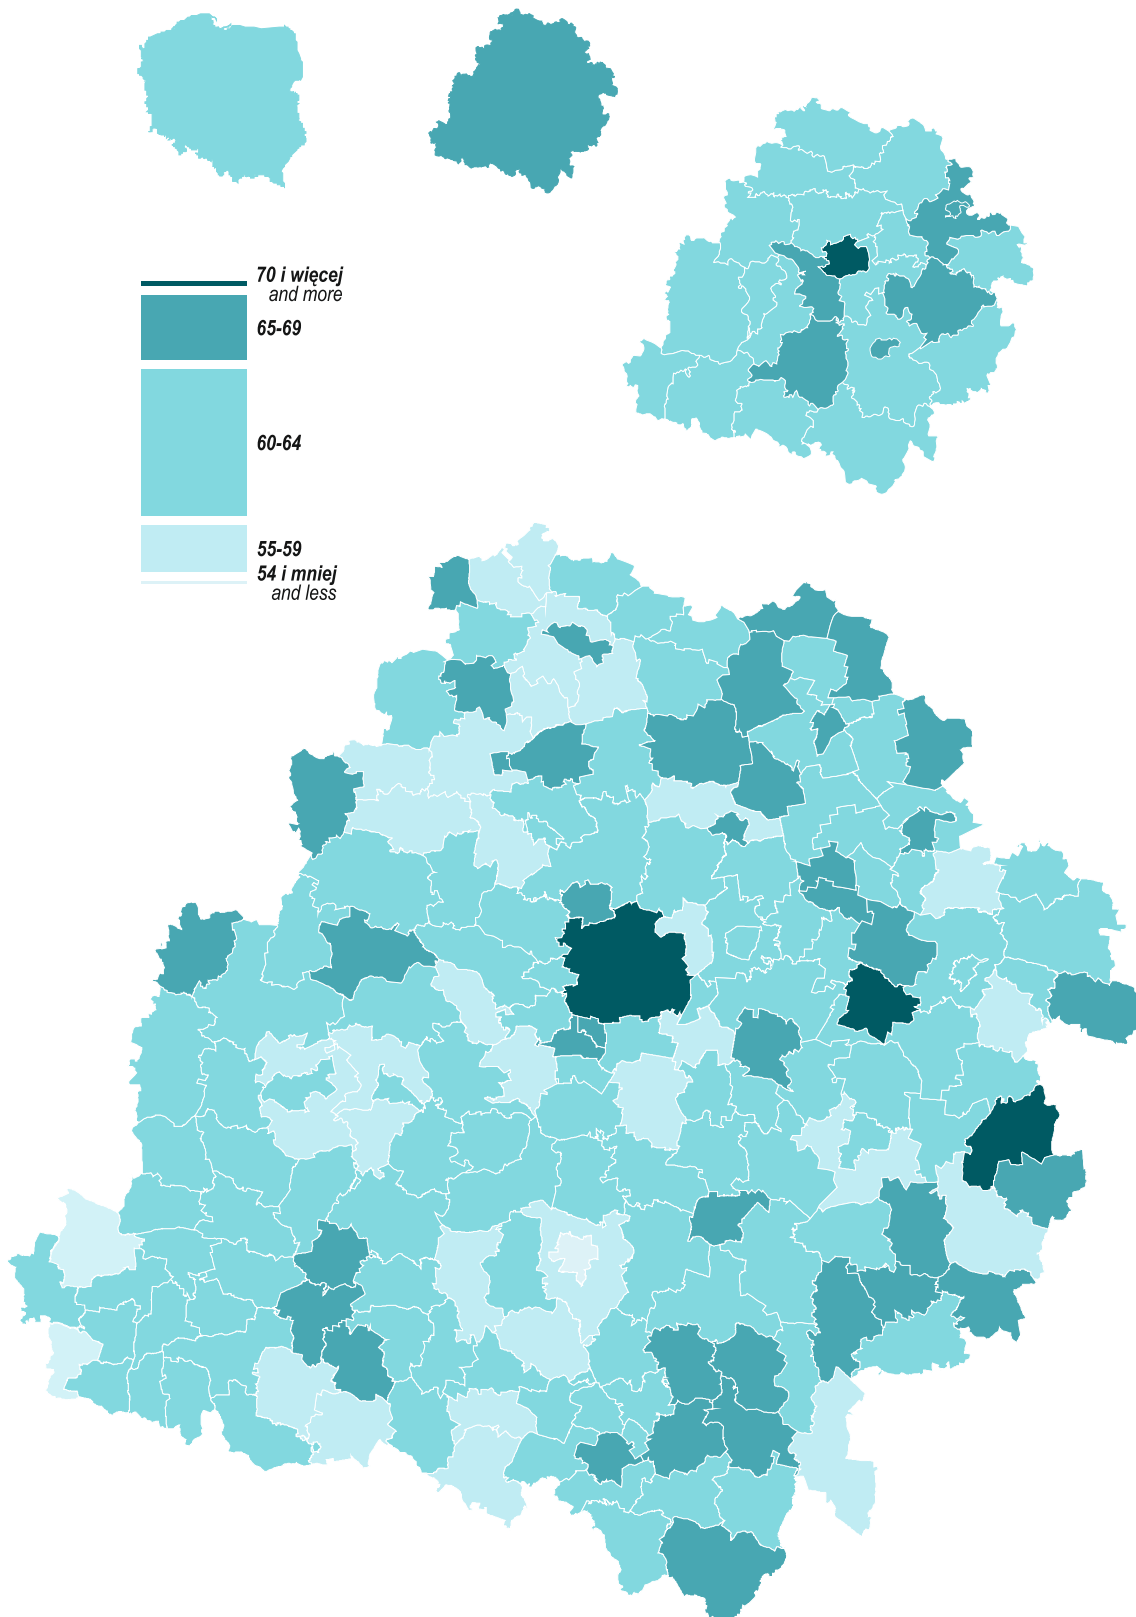 70 i więcej
and more
65-69
60-64
55-59
54 i mniej
and less